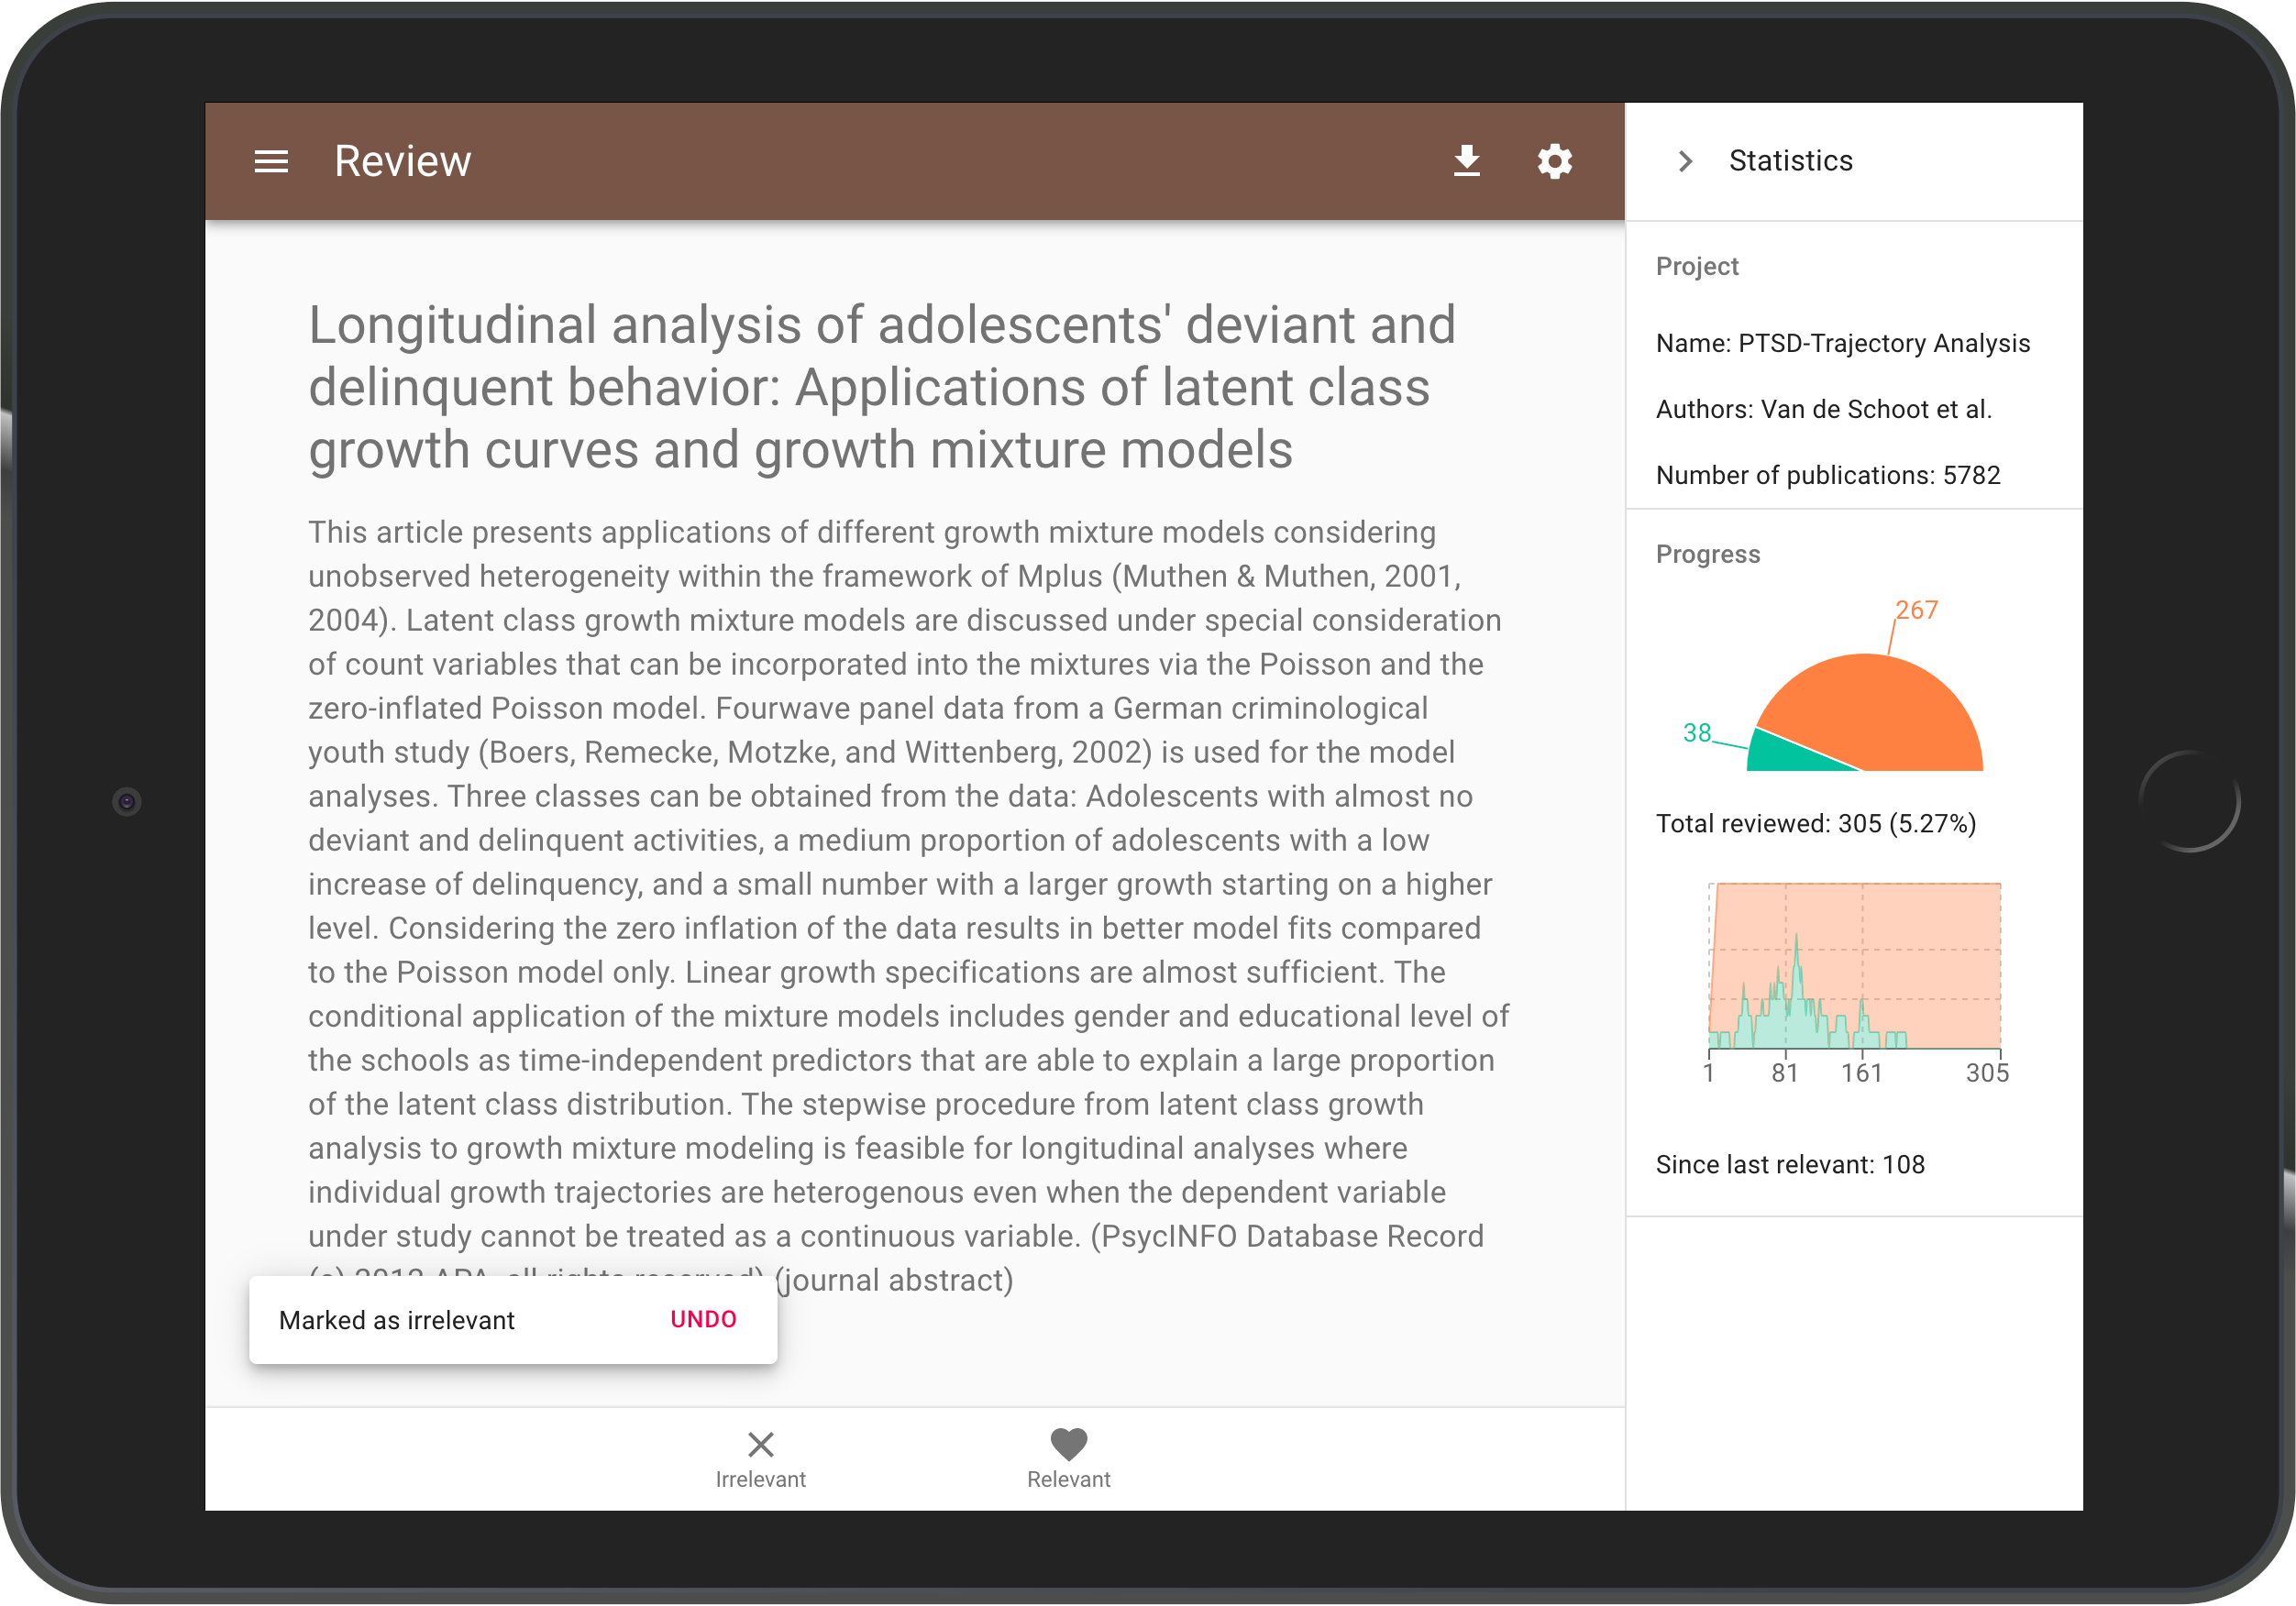 Review
Longitudinal analysis of adolescents' deviant and
delinquent behavior: Applications of latent class
growth curves and growth mixture models
This article presents applications of different growth mixture models considering
unobserved heterogeneity within the framework of Mplus (Muthen & Muthen, 2001,
2004). Latent class growth mixture models are discussed under special consideration
of count variables that can be incorporated into the mixtures via the Poisson and the
zero-inflated Poisson model. Fourwave panel data from a German criminological
youth study (Boers, Remecke, Motzke, and Wittenberg, 2002) is used for the model
analyses. Three classes can be obtained from the data: Adolescents with almost no
deviant and delinquent activities, a medium proportion of adolescents with a low
increase of delinquency, and a small number with a larger growth starting on a higher
level. Considering the zero inflation of the data results in better model fits compared
to the Poisson model only. Linear growth specifications are almost sufficient. The
conditional application of the mixture models includes gender and educational level of
the schools as time-independent predictors that are able to explain a large proportion
of the latent class distribution. The stepwise procedure from latent class growth
analysis to growth mixture modeling is feasible for longitudinal analyses where
individual growth trajectories are heterogenous even when the dependent variable
under study cannot be treated as a continuous variable. (PsycINFO Database Record
(c) 2012 APA, all rights reserved) (journal abstract)
Marked as irrelevant UNDO
Irrelevant Relevant
Statistics
Project
Name: PTSD-Trajectory Analysis
Authors: Van de Schoot et al.
Number of publications: 5782
Progress
267
38
Total reviewed: 305 (5.27%)
1 81 161 305
Since last relevant: 108